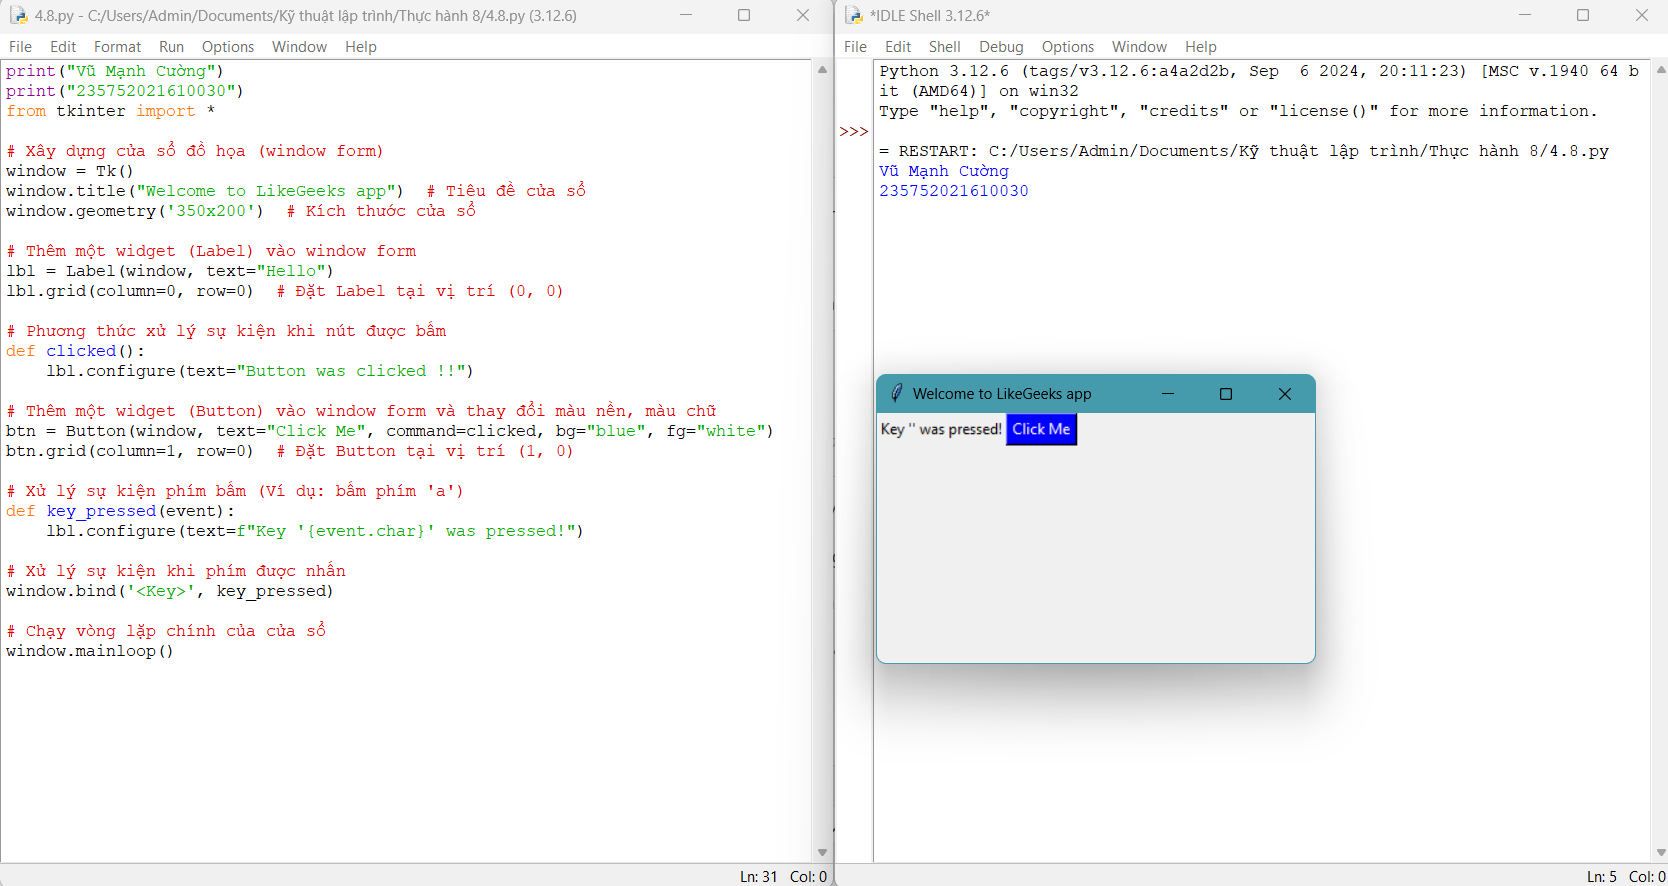 4.8.py - C:/Users/Admin/Documents/Kỹ thuật lập trình/Thực hành 8/4.8.py (3.12.6)
File Edit Format Run Options Window Help
print("Vũ Mạnh Cường")
print("235752021610030")
from tkinter import *
# Xây dựng cửa sổ đồ họa (window form)
window = Tk()
window.title("Welcome to LikeGeeks app")  # Tiêu đề cửa sổ
window.geometry('350x200')  # Kích thước cửa sổ
# Thêm một widget (Label) vào window form
lbl = Label(window, text="Hello")
lbl.grid(column=0, row=0)  # Đặt Label tại vị trí (0, 0)
# Phương thức xử lý sự kiện khi nút được bấm
def clicked():
    lbl.configure(text="Button was clicked !!")
# Thêm một widget (Button) vào window form và thay đổi màu nền, màu chữ
btn = Button(window, text="Click Me", command=clicked, bg="blue", fg="white")
btn.grid(column=1, row=0)  # Đặt Button tại vị trí (1, 0)
# Xử lý sự kiện phím bấm (Ví dụ: bấm phím 'a')
def key_pressed(event):
    lbl.configure(text=f"Key '{event.char}' was pressed!")
# Xử lý sự kiện khi phím được nhấn
window.bind('<Key>', key_pressed)
# Chạy vòng lặp chính của cửa sổ
window.mainloop()
Ln: 31 Col: 0
*IDLE Shell 3.12.6*
File Edit Shell Debug Options Window Help
Python 3.12.6 (tags/v3.12.6:a4a2d2b, Sep  6 2024, 20:11:23) [MSC v.1940 64 b
it (AMD64)] on win32
Type "help", "copyright", "credits" or "license()" for more information.
>>>
= RESTART: C:/Users/Admin/Documents/Kỹ thuật lập trình/Thực hành 8/4.8.py
Vũ Mạnh Cường
235752021610030
Welcome to LikeGeeks app
Key '' was pressed! Click Me
Ln: 5 Col: 0